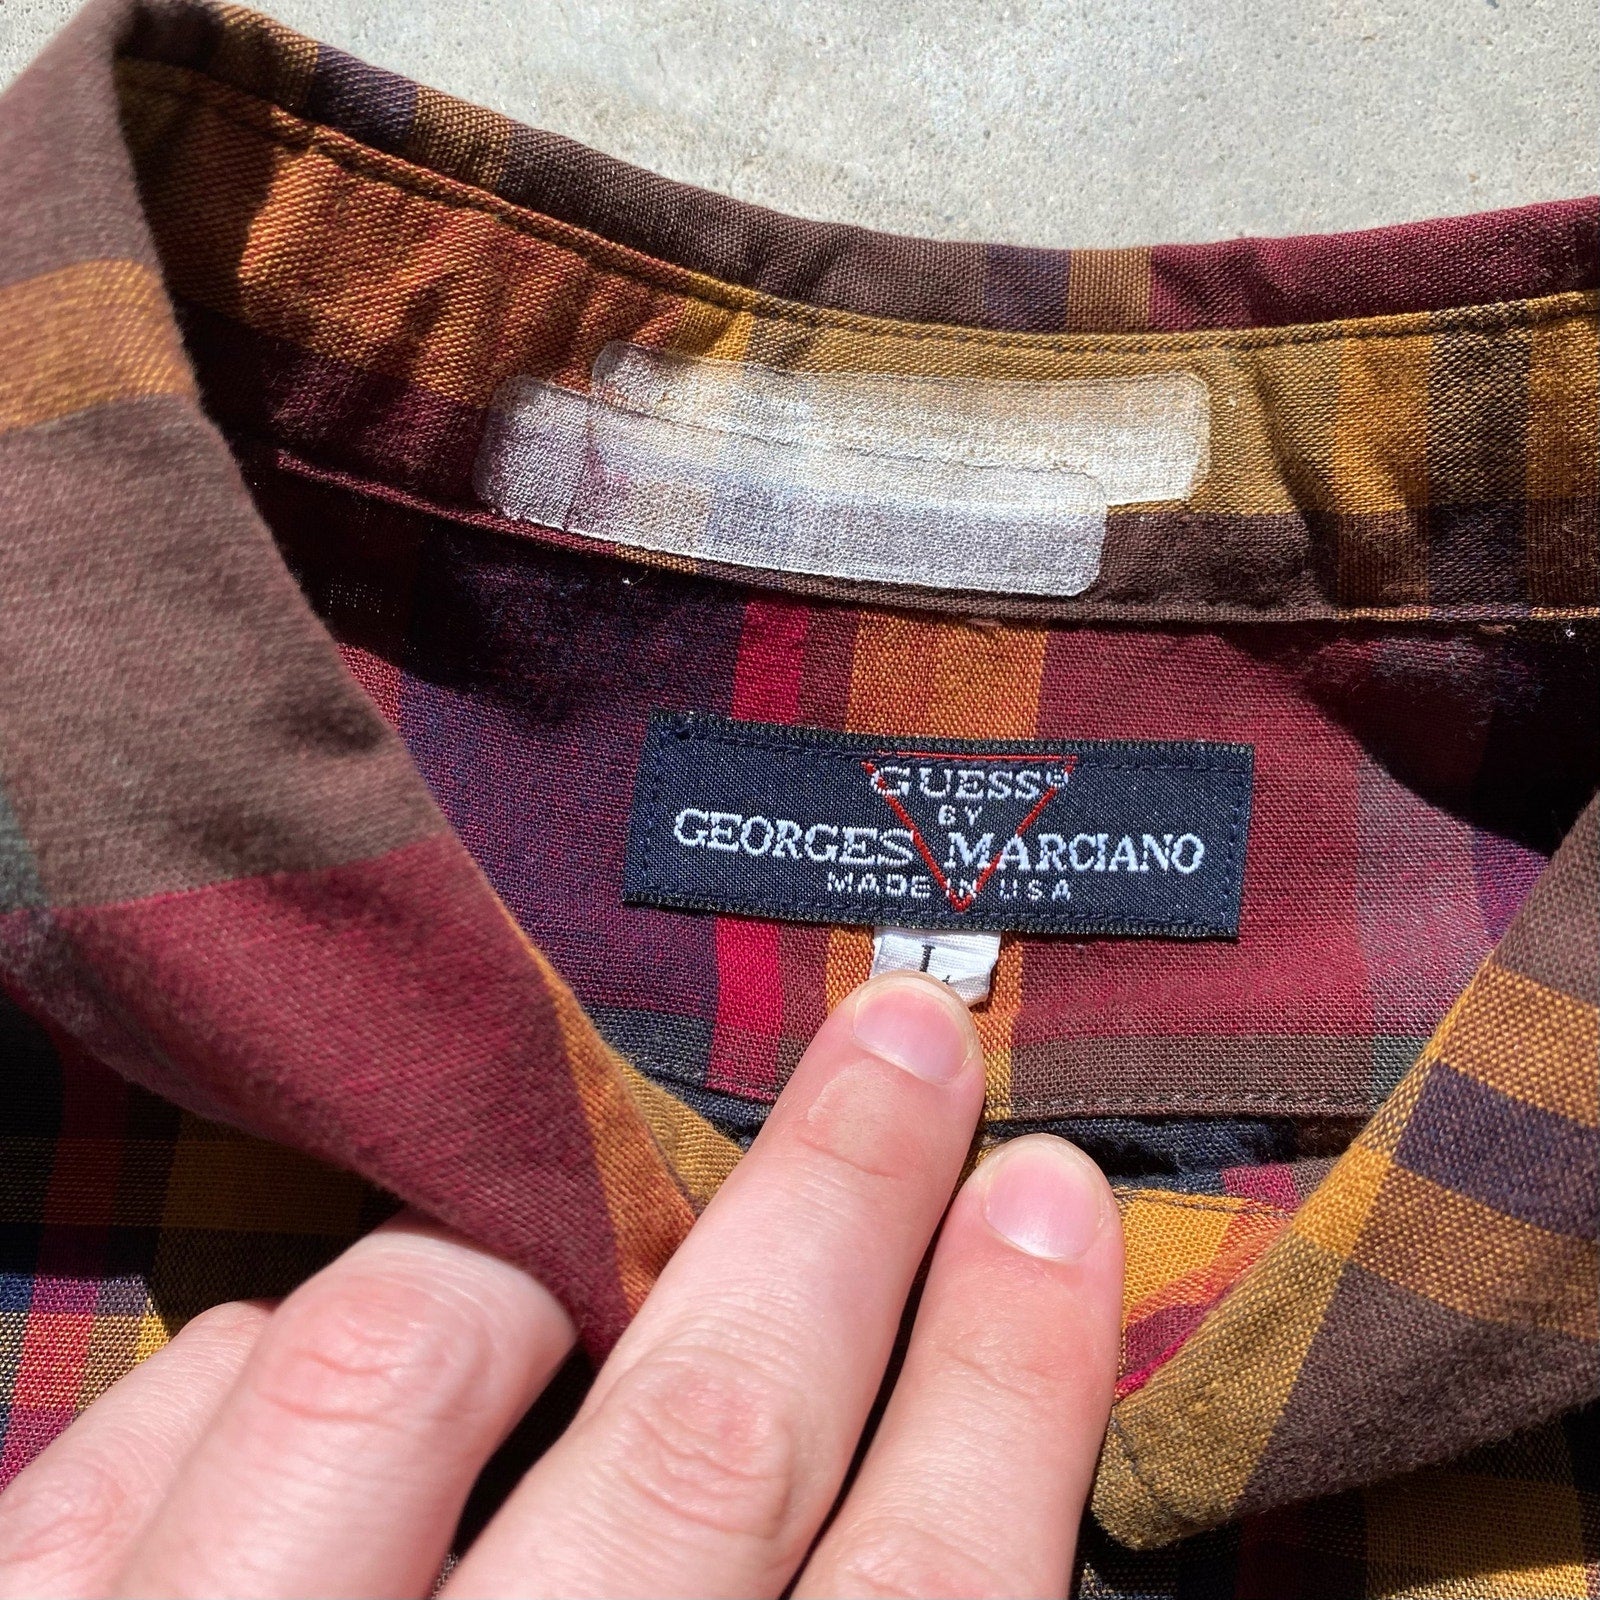 GUESS®
BY
GEORGES MARCIANO
MADE IN USA